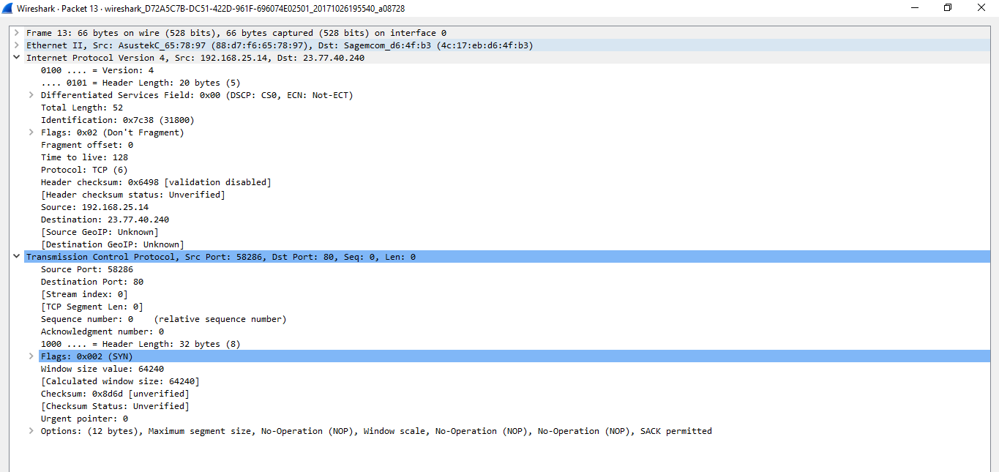 Wireshark · Packet 13 · wireshark_D72A5C7B-DC51-422D-961F-696074E02501_20171026195540_a08728
Frame 13: 66 bytes on wire (528 bits), 66 bytes captured (528 bits) on interface 0
Ethernet II, Src: AsustekC_65:78:97 (88:d7:f6:65:78:97), Dst: Sagemcom_d6:4f:b3 (4c:17:eb:d6:4f:b3)
Internet Protocol Version 4, Src: 192.168.25.14, Dst: 23.77.40.240
0100 .... = Version: 4
.... 0101 = Header Length: 20 bytes (5)
Differentiated Services Field: 0x00 (DSCP: CS0, ECN: Not-ECT)
Total Length: 52
Identification: 0x7c38 (31800)
Flags: 0x02 (Don't Fragment)
Fragment offset: 0
Time to live: 128
Protocol: TCP (6)
Header checksum: 0x6498 [validation disabled]
[Header checksum status: Unverified]
Source: 192.168.25.14
Destination: 23.77.40.240
[Source GeoIP: Unknown]
[Destination GeoIP: Unknown]
Transmission Control Protocol, Src Port: 58286, Dst Port: 80, Seq: 0, Len: 0
Source Port: 58286
Destination Port: 80
[Stream index: 0]
[TCP Segment Len: 0]
Sequence number: 0    (relative sequence number)
Acknowledgment number: 0
1000 .... = Header Length: 32 bytes (8)
Flags: 0x002 (SYN)
Window size value: 64240
[Calculated window size: 64240]
Checksum: 0x8d6d [unverified]
[Checksum Status: Unverified]
Urgent pointer: 0
Options: (12 bytes), Maximum segment size, No-Operation (NOP), Window scale, No-Operation (NOP), No-Operation (NOP), SACK permitted